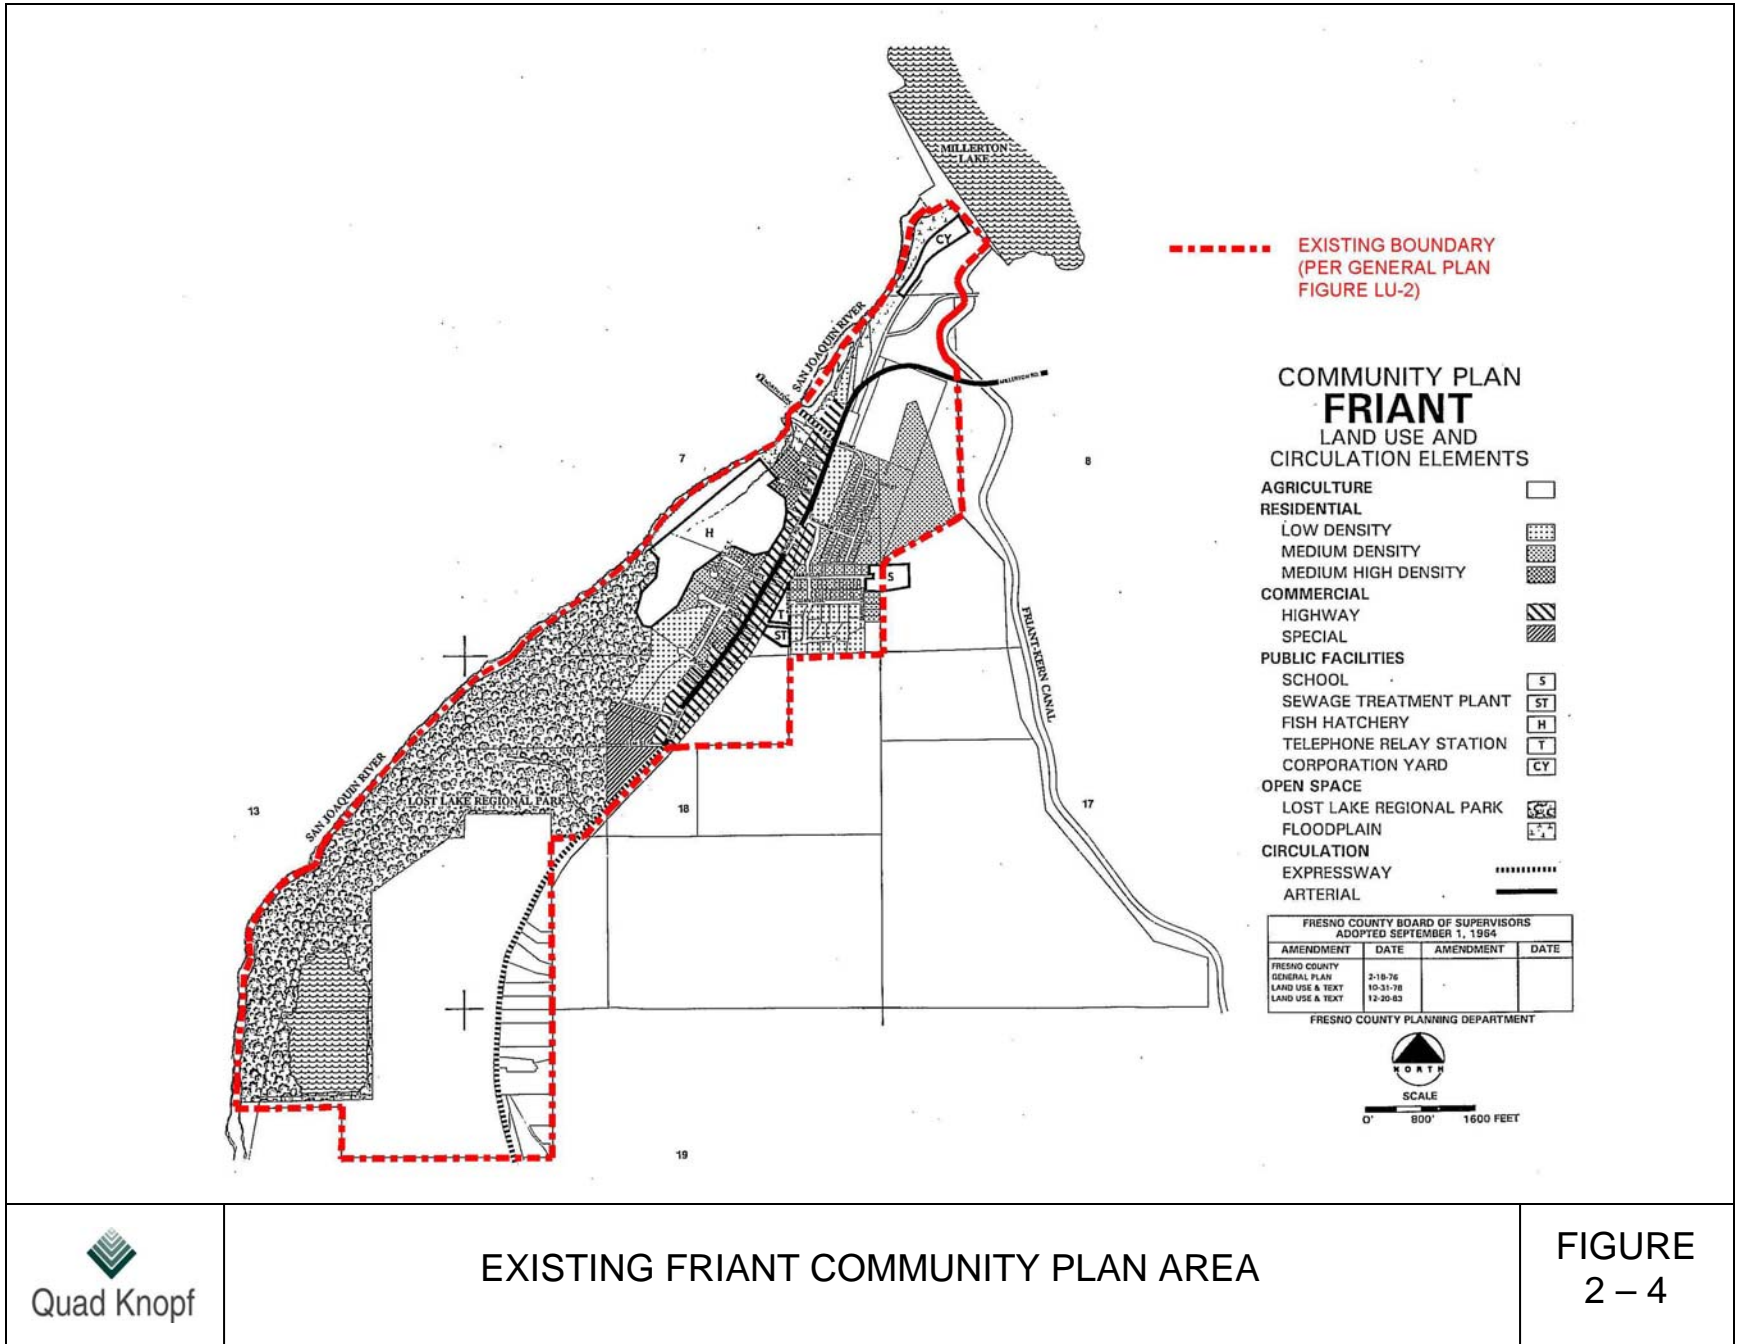 MILLERTON
LAKE
CY
EXISTING BOUNDARY
(PER GENERAL PLAN
FIGURE LU-2)
SAN JOAQUIN RIVER
MILLERTON RD.
COMMUNITY PLAN
FRIANT
LAND USE AND
CIRCULATION ELEMENTS
7
8
H
S
T
ST
FRIANT-KERN CANAL
AGRICULTURE
RESIDENTIAL
LOW DENSITY
MEDIUM DENSITY
MEDIUM HIGH DENSITY
COMMERCIAL
HIGHWAY
SPECIAL
PUBLIC FACILITIES
SCHOOL S
SEWAGE TREATMENT PLANT ST
FISH HATCHERY H
TELEPHONE RELAY STATION T
CORPORATION YARD CY
OPEN SPACE
LOST LAKE REGIONAL PARK
FLOODPLAIN
CIRCULATION
EXPRESSWAY
ARTERIAL
SAN JOAQUIN RIVER
LOST LAKE REGIONAL PARK
13
18
17
19
FRESNO COUNTY BOARD OF SUPERVISORS
ADOPTED SEPTEMBER 1, 1964
AMENDMENT DATE AMENDMENT DATE
FRESNO COUNTY
GENERAL PLAN 2-18-76
LAND USE & TEXT 10-31-78
LAND USE & TEXT 12-20-83
FRESNO COUNTY PLANNING DEPARTMENT
NORTH
SCALE
0' 800' 1600 FEET
Quad Knopf
EXISTING FRIANT COMMUNITY PLAN AREA
FIGURE
2 – 4